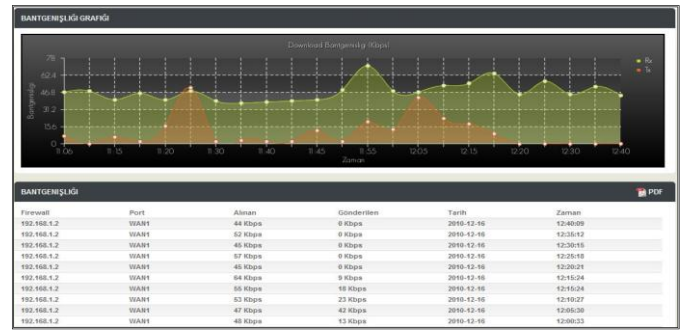 BANTGENIŞLIĞI GRAFIĞI
Download Bantgenisligi (Kbps)
78
62.4
46.8
31.2
15.6
0
Bantgenisligi
Rx
Tx
11:05 11:15 11:20 11:30 11:40 11:45 11:55 12:05 12:15 12:20 12:30 12:40
Zaman
BANTGENIŞLIĞI PDF
Firewall Port Alınan Gönderilen Tarih Zaman
192.168.1.2 WAN1 44 Kbps 0 Kbps 2010-12-16 12:40:09
192.168.1.2 WAN1 52 Kbps 0 Kbps 2010-12-16 12:35:12
192.168.1.2 WAN1 45 Kbps 0 Kbps 2010-12-16 12:30:15
192.168.1.2 WAN1 57 Kbps 0 Kbps 2010-12-16 12:25:18
192.168.1.2 WAN1 45 Kbps 0 Kbps 2010-12-16 12:20:21
192.168.1.2 WAN1 64 Kbps 9 Kbps 2010-12-16 12:15:24
192.168.1.2 WAN1 55 Kbps 18 Kbps 2010-12-16 12:15:24
192.168.1.2 WAN1 53 Kbps 23 Kbps 2010-12-16 12:10:27
192.168.1.2 WAN1 47 Kbps 42 Kbps 2010-12-16 12:05:30
192.168.1.2 WAN1 48 Kbps 13 Kbps 2010-12-16 12:00:33